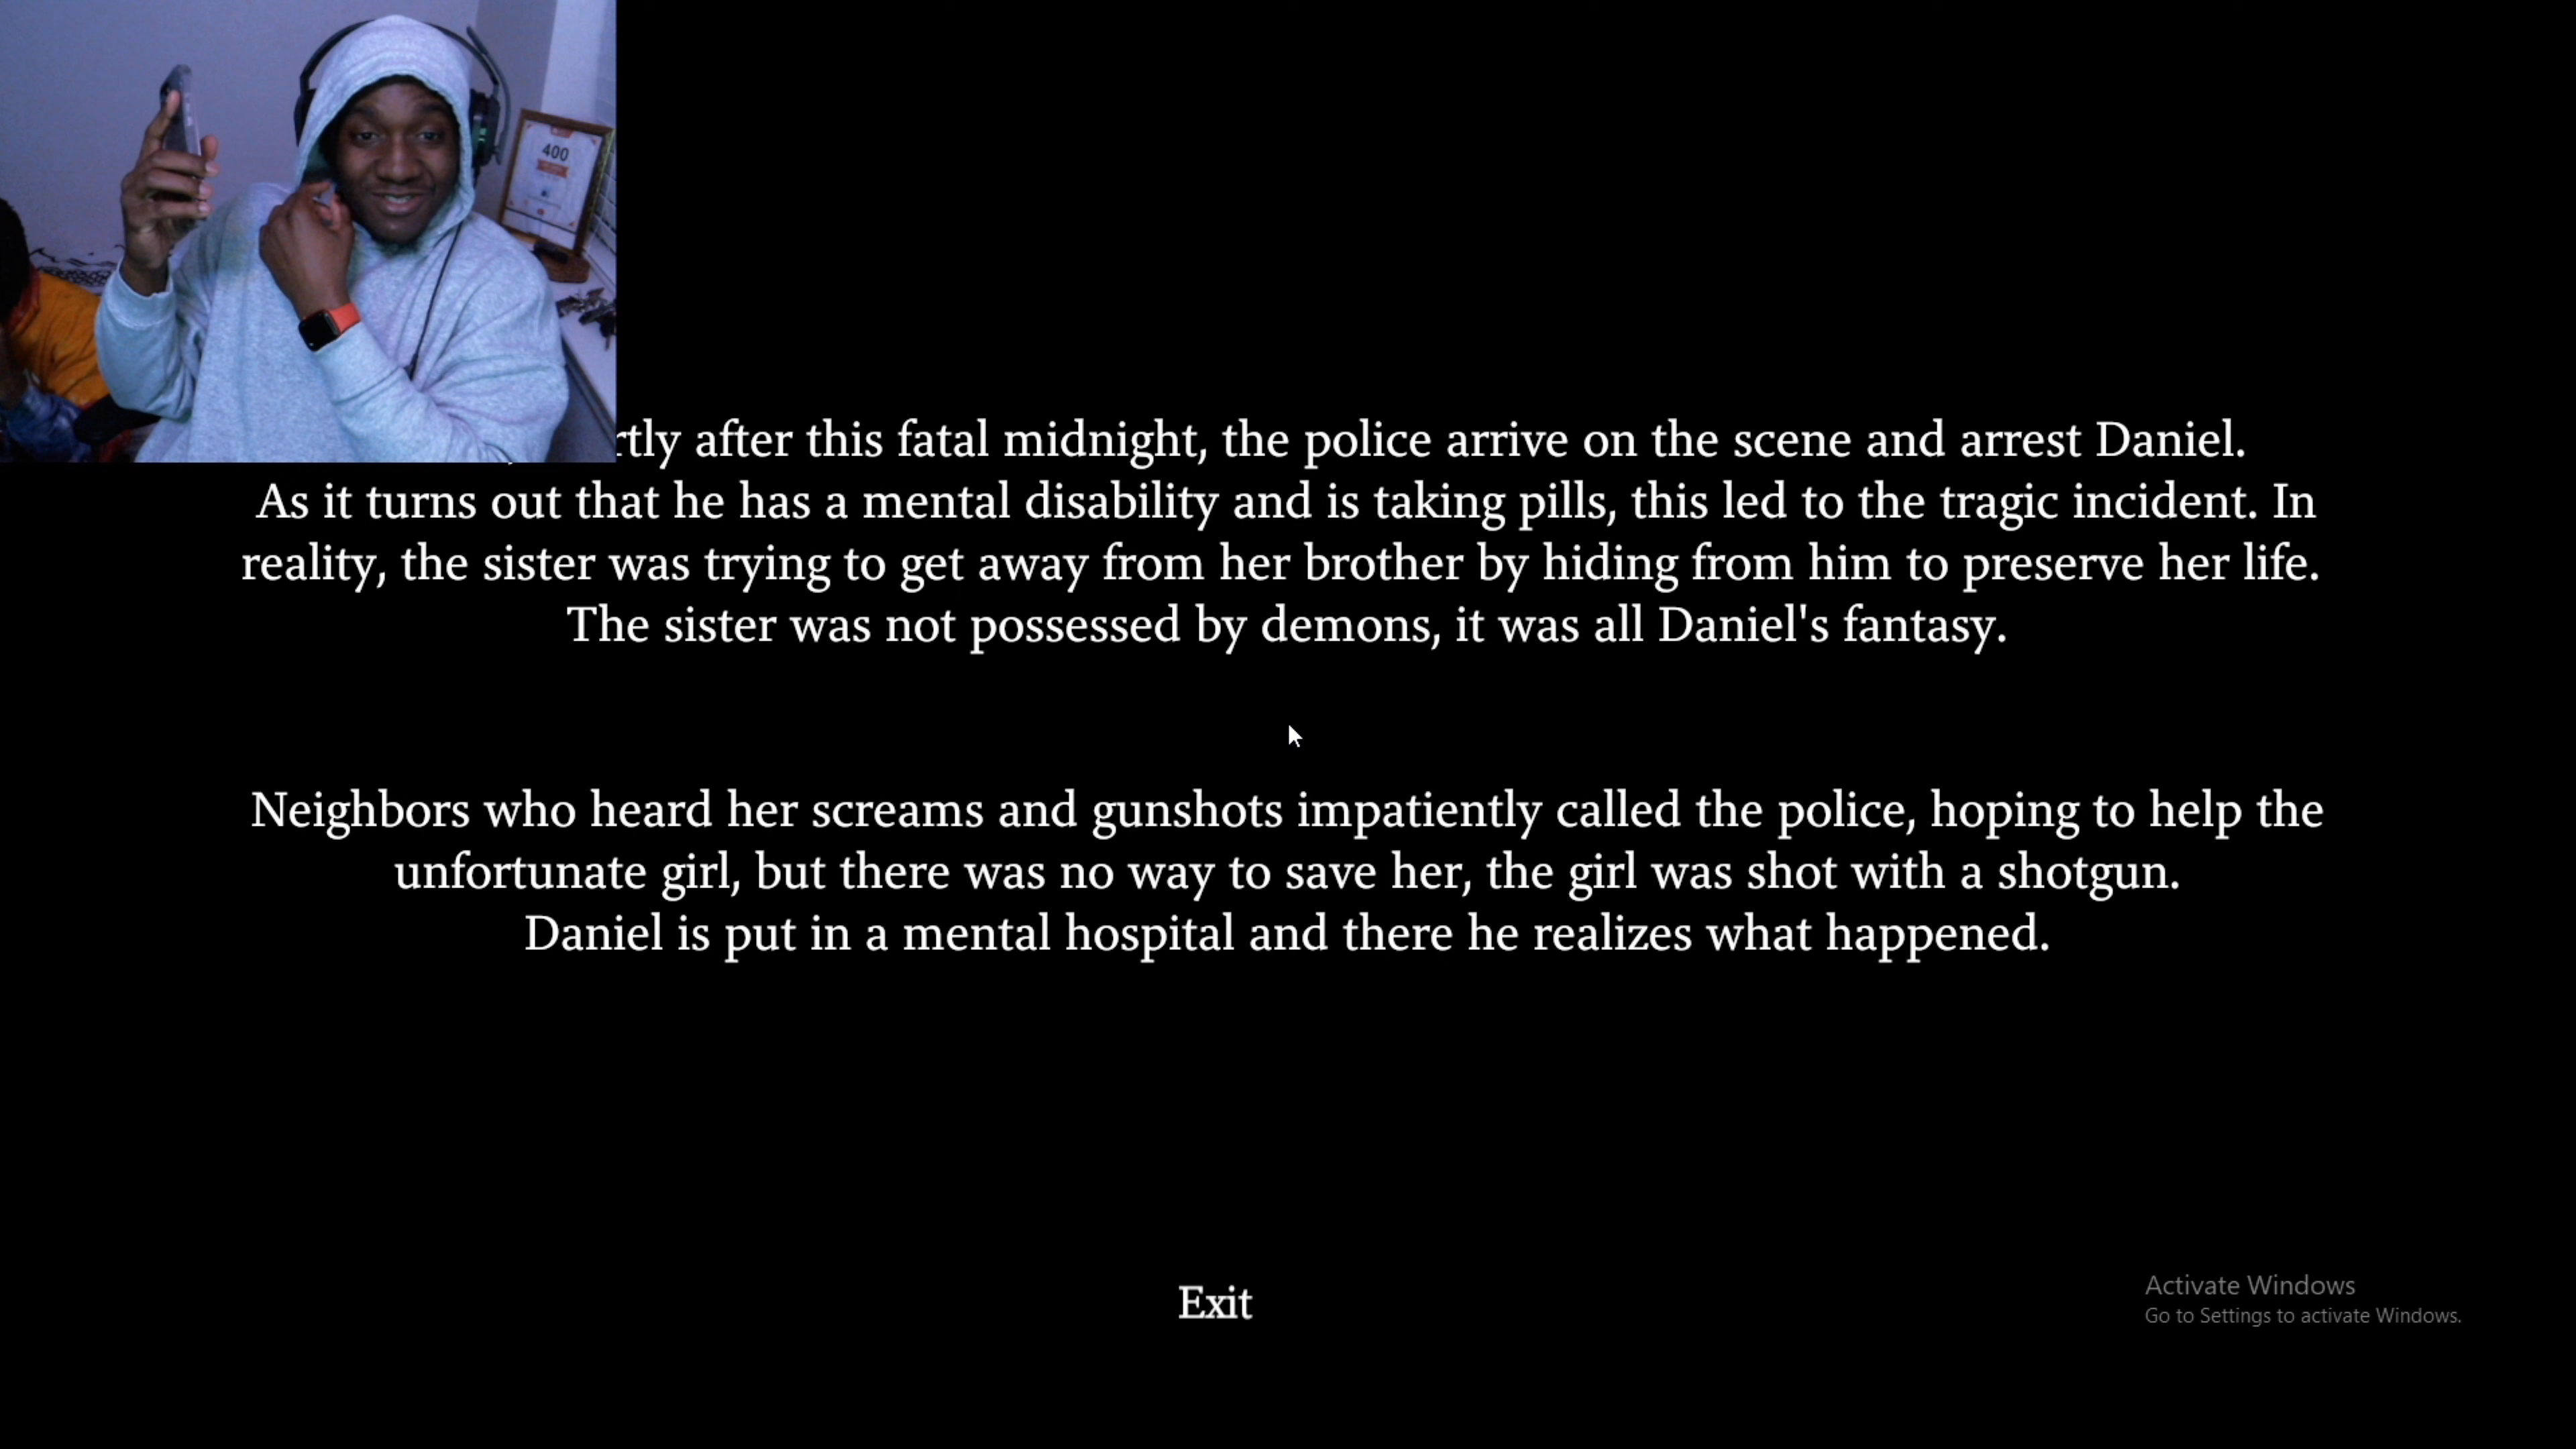 400
after this fatal midnight, the police arrive on the scene and arrest Daniel.
As it turns out that he has a mental disability and is taking pills, this led to the tragic incident. In
reality, the sister was trying to get away from her brother by hiding from him to preserve her life.
The sister was not possessed by demons, it was all Daniel's fantasy.
Neighbors who heard her screams and gunshots impatiently called the police, hoping to help the
unfortunate girl, but there was no way to save her, the girl was shot with a shotgun.
Daniel is put in a mental hospital and there he realizes what happened.
Exit
Activate Windows
Go to Settings to activate Windows.